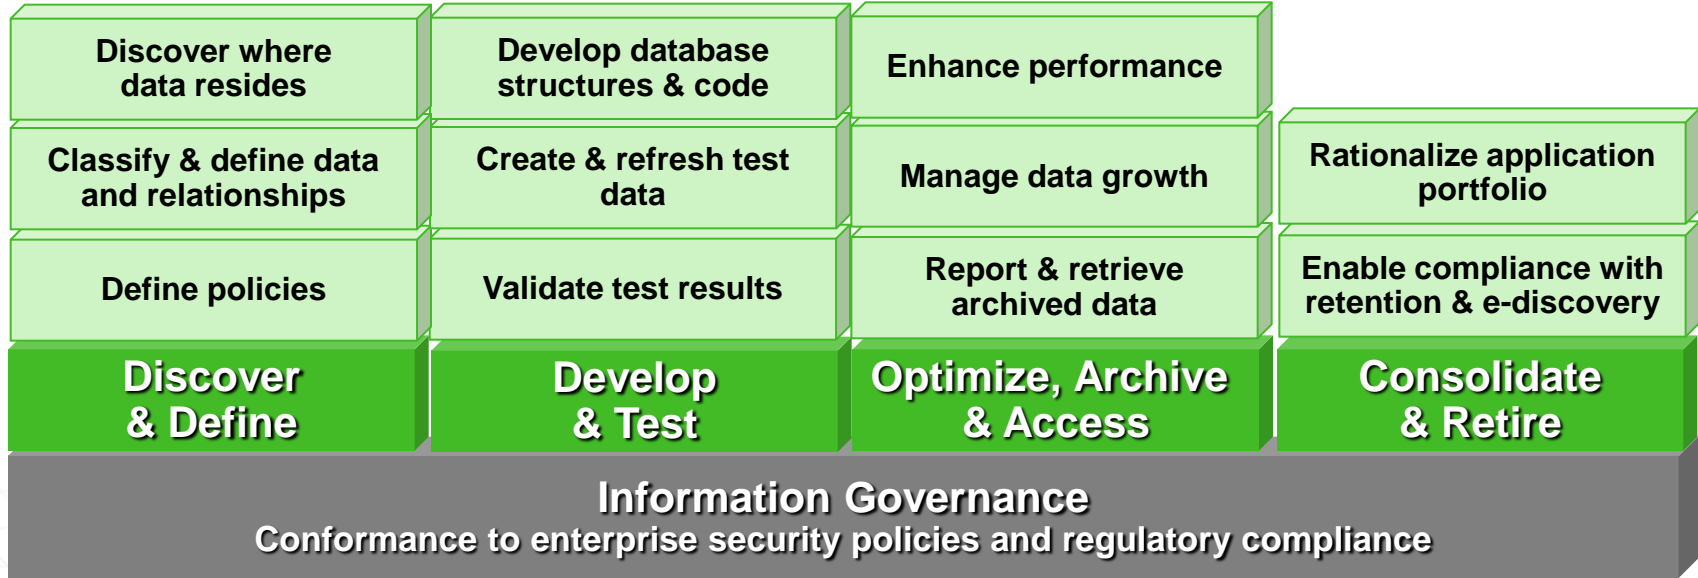 Discover where
data resides
Classify & define data
and relationships
Define policies
Discover
& Define
Develop database
structures & code
Create & refresh test
data
Validate test results
Develop
& Test
Enhance performance
Manage data growth
Report & retrieve
archived data
Optimize, Archive
& Access
Rationalize application
portfolio
Enable compliance with
retention & e-discovery
Consolidate
& Retire
Information Governance
Conformance to enterprise security policies and regulatory compliance